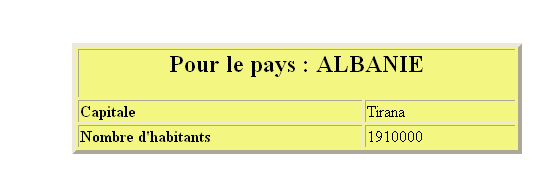 Pour le pays : ALBANIE
Capitale Tirana
Nombre d'habitants 1910000